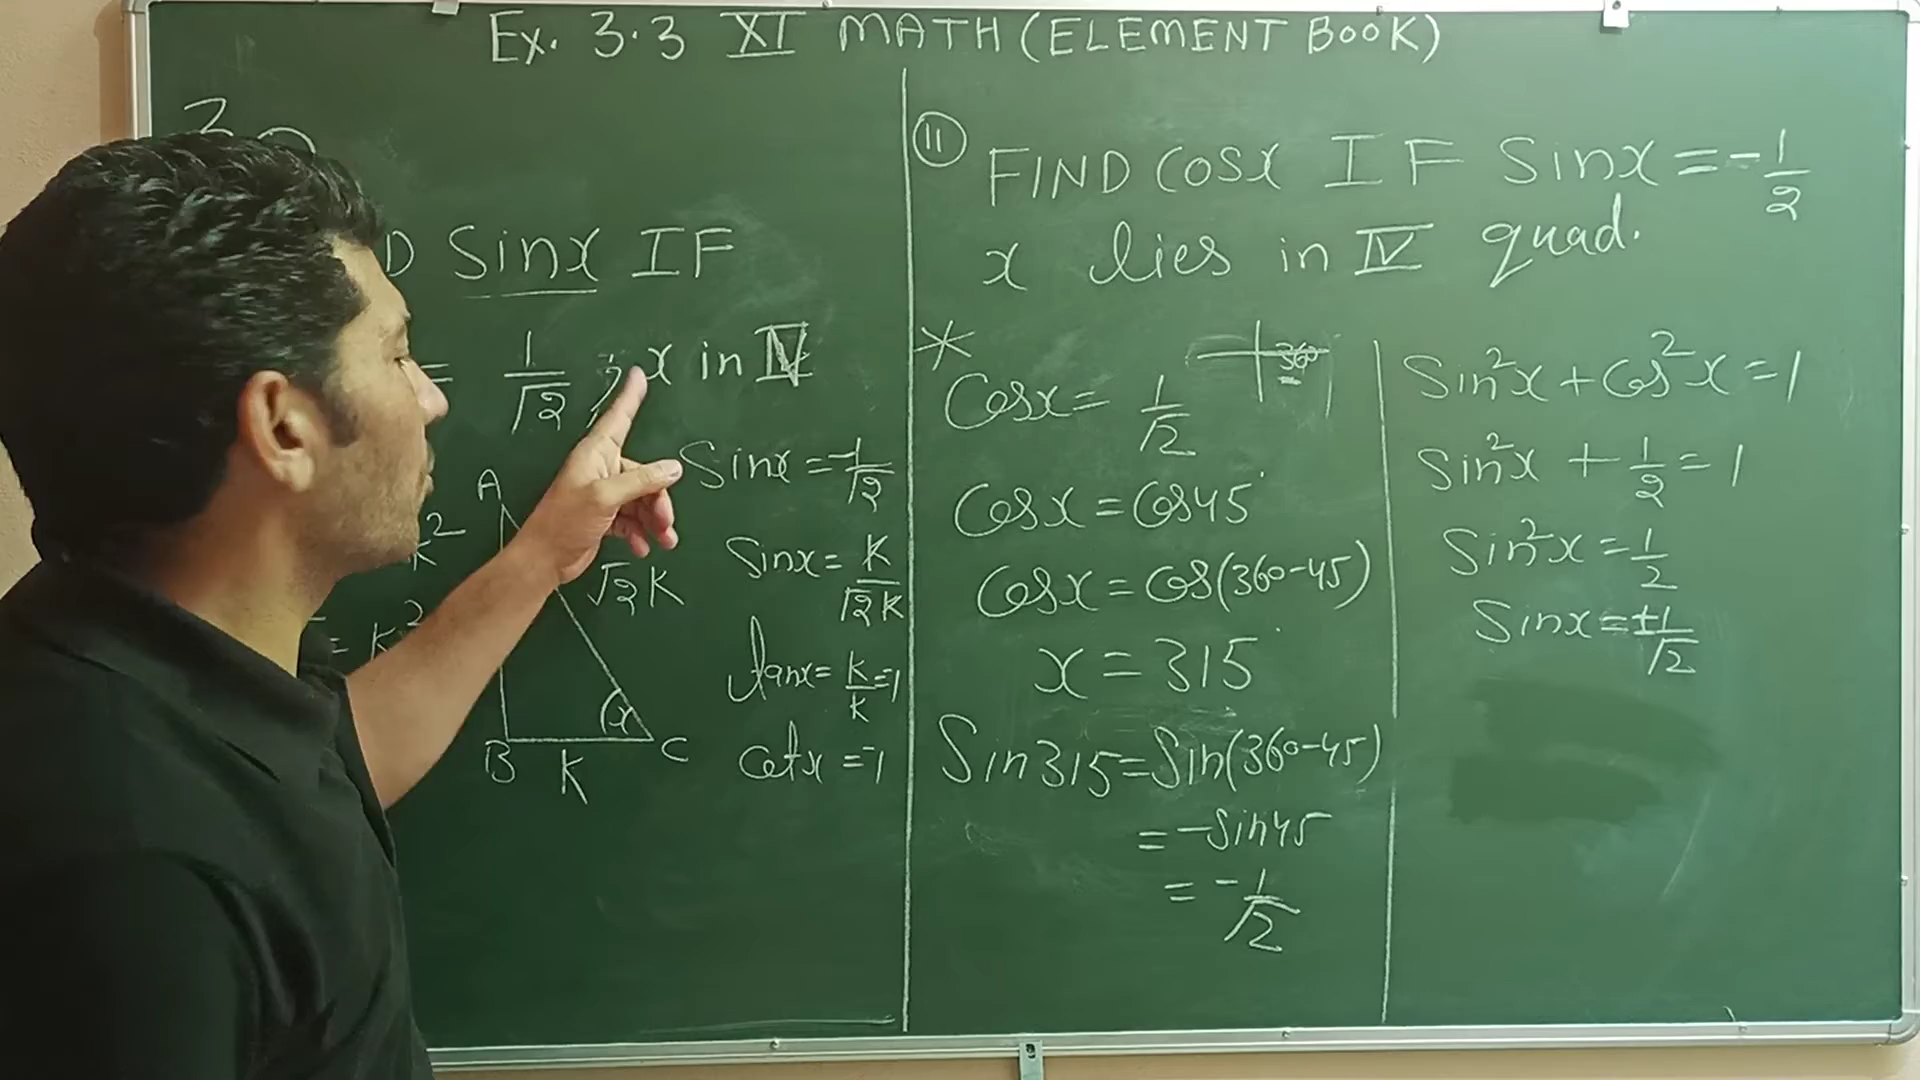 Ex. 3.3 XI MATH (ELEMENT BOOK)
D Sinx IF
= 1/√2 ; x in IV
Sinx = -1/√2
A
K²
√2K
Sinx = K/√2K
= K²
tanx = K/K = 1
x
B K C
cotx = -1
(11) FIND COSx IF Sinx = -1/2
x lies in IV quad.
*
360
Cosx = 1/√2
Cosx = Cos45°
Cosx = Cos(360-45)
x = 315°
Sin315 = Sin(360-45)
= -Sin45
= -1/√2
Sin²x + Cos²x = 1
Sin²x + 1/2 = 1
Sin²x = 1/2
Sinx = ±1/√2